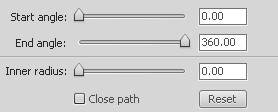 Start angle: 0.00
End angle: 360.00
Inner radius: 0.00
Close path Reset